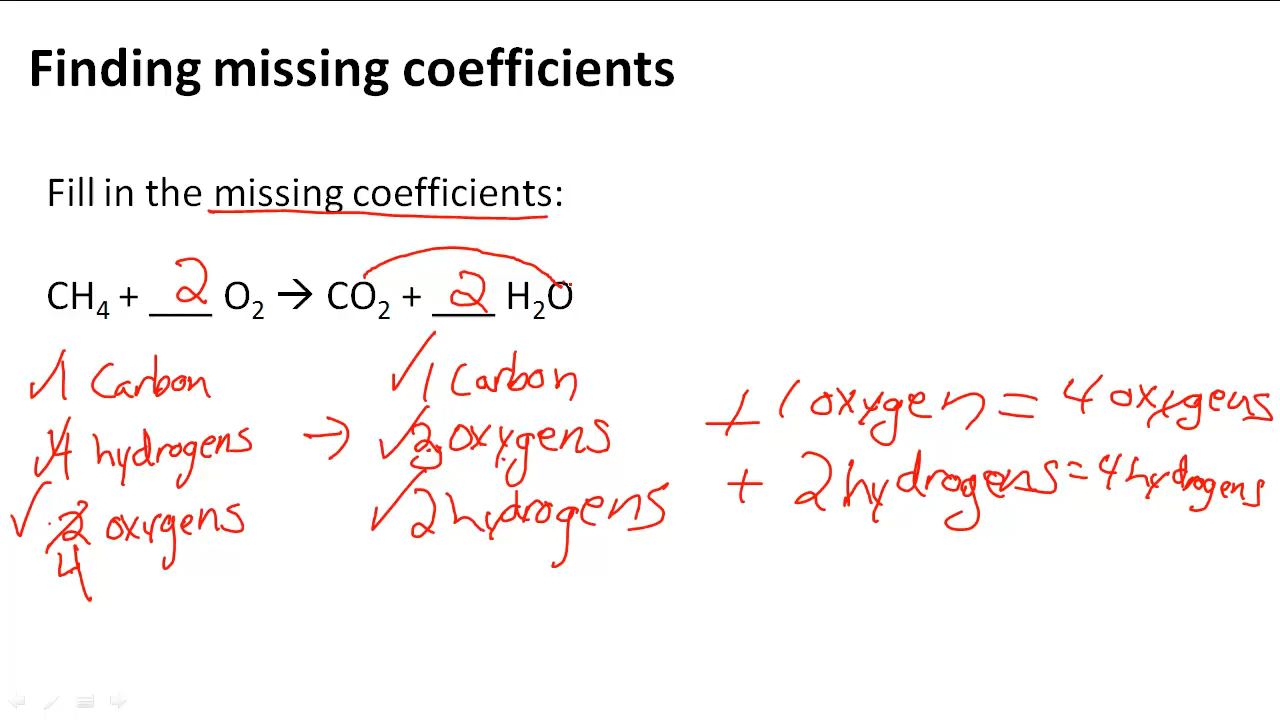 Finding missing coefficients
Fill in the missing coefficients:
CH₄ + 2 O₂ → CO₂ + 2 H₂O
1 Carbon
✓1 Carbon
+ 1 oxygen = 4 oxygens
4 hydrogens →
✓3 oxygens
+ 2 hydrogens = 4 hydrogens
✓2 oxygens
✓2 hydrogens
4